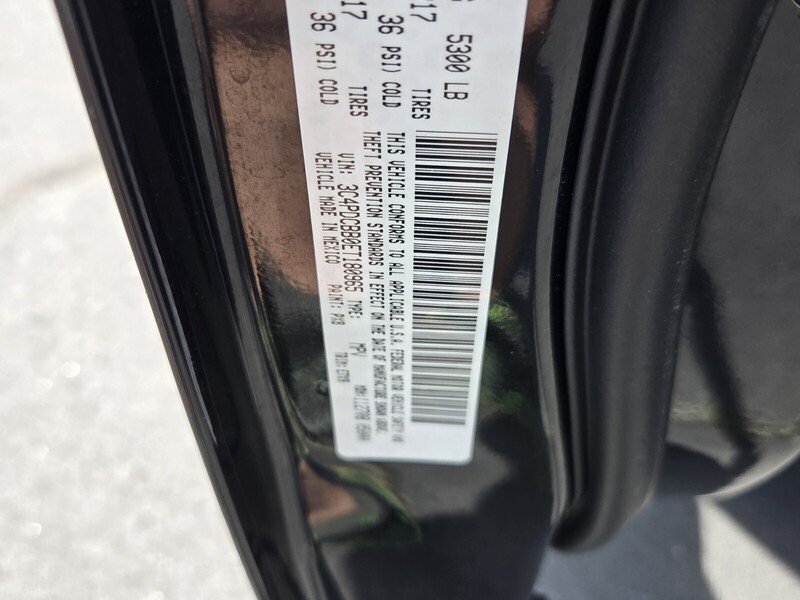 5300 LB
17 TIRES
36 PSI) COLD
17 TIRES
36 PSI) COLD
THIS VEHICLE CONFORMS TO ALL APPLICABLE U.S.A. FEDERAL MOTOR VEHICLE SAFETY AND
THEFT PREVENTION STANDARDS IN EFFECT ON THE DATE OF MANUFACTURE SHOWN ABOVE.
VIN: 3C4PDCBB0ET180965 TYPE: MPV
VEHICLE MADE IN MEXICO PAINT: